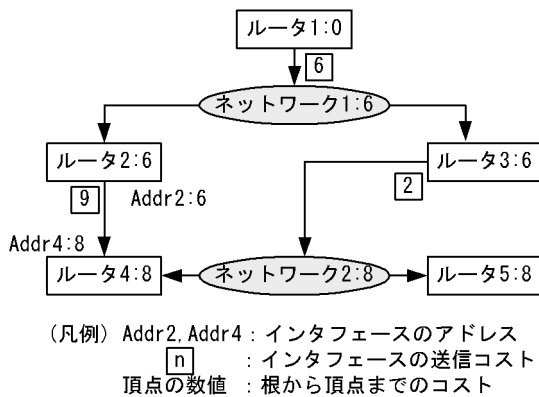 ルータ1:0
6
ネットワーク1:6
ルータ2:6
ルータ3:6
9
Addr2:6
2
Addr4:8
ルータ4:8
ネットワーク2:8
ルータ5:8
(凡例) Addr2, Addr4 : インタフェースのアドレス
n : インタフェースの送信コスト
頂点の数値 : 根から頂点までのコスト